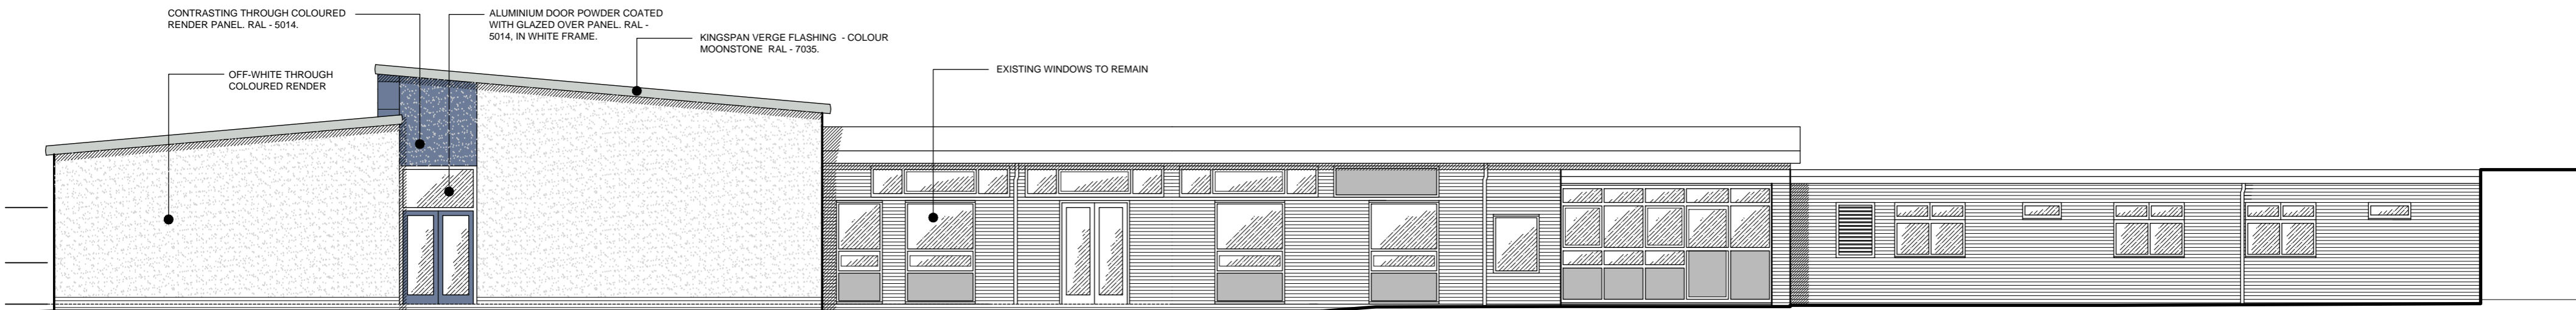 CONTRASTING THROUGH COLOURED
RENDER PANEL. RAL - 5014.
ALUMINIUM DOOR POWDER COATED
WITH GLAZED OVER PANEL. RAL -
5014, IN WHITE FRAME.
KINGSPAN VERGE FLASHING - COLOUR
MOONSTONE RAL - 7035.
OFF-WHITE THROUGH
COLOURED RENDER
EXISTING WINDOWS TO REMAIN